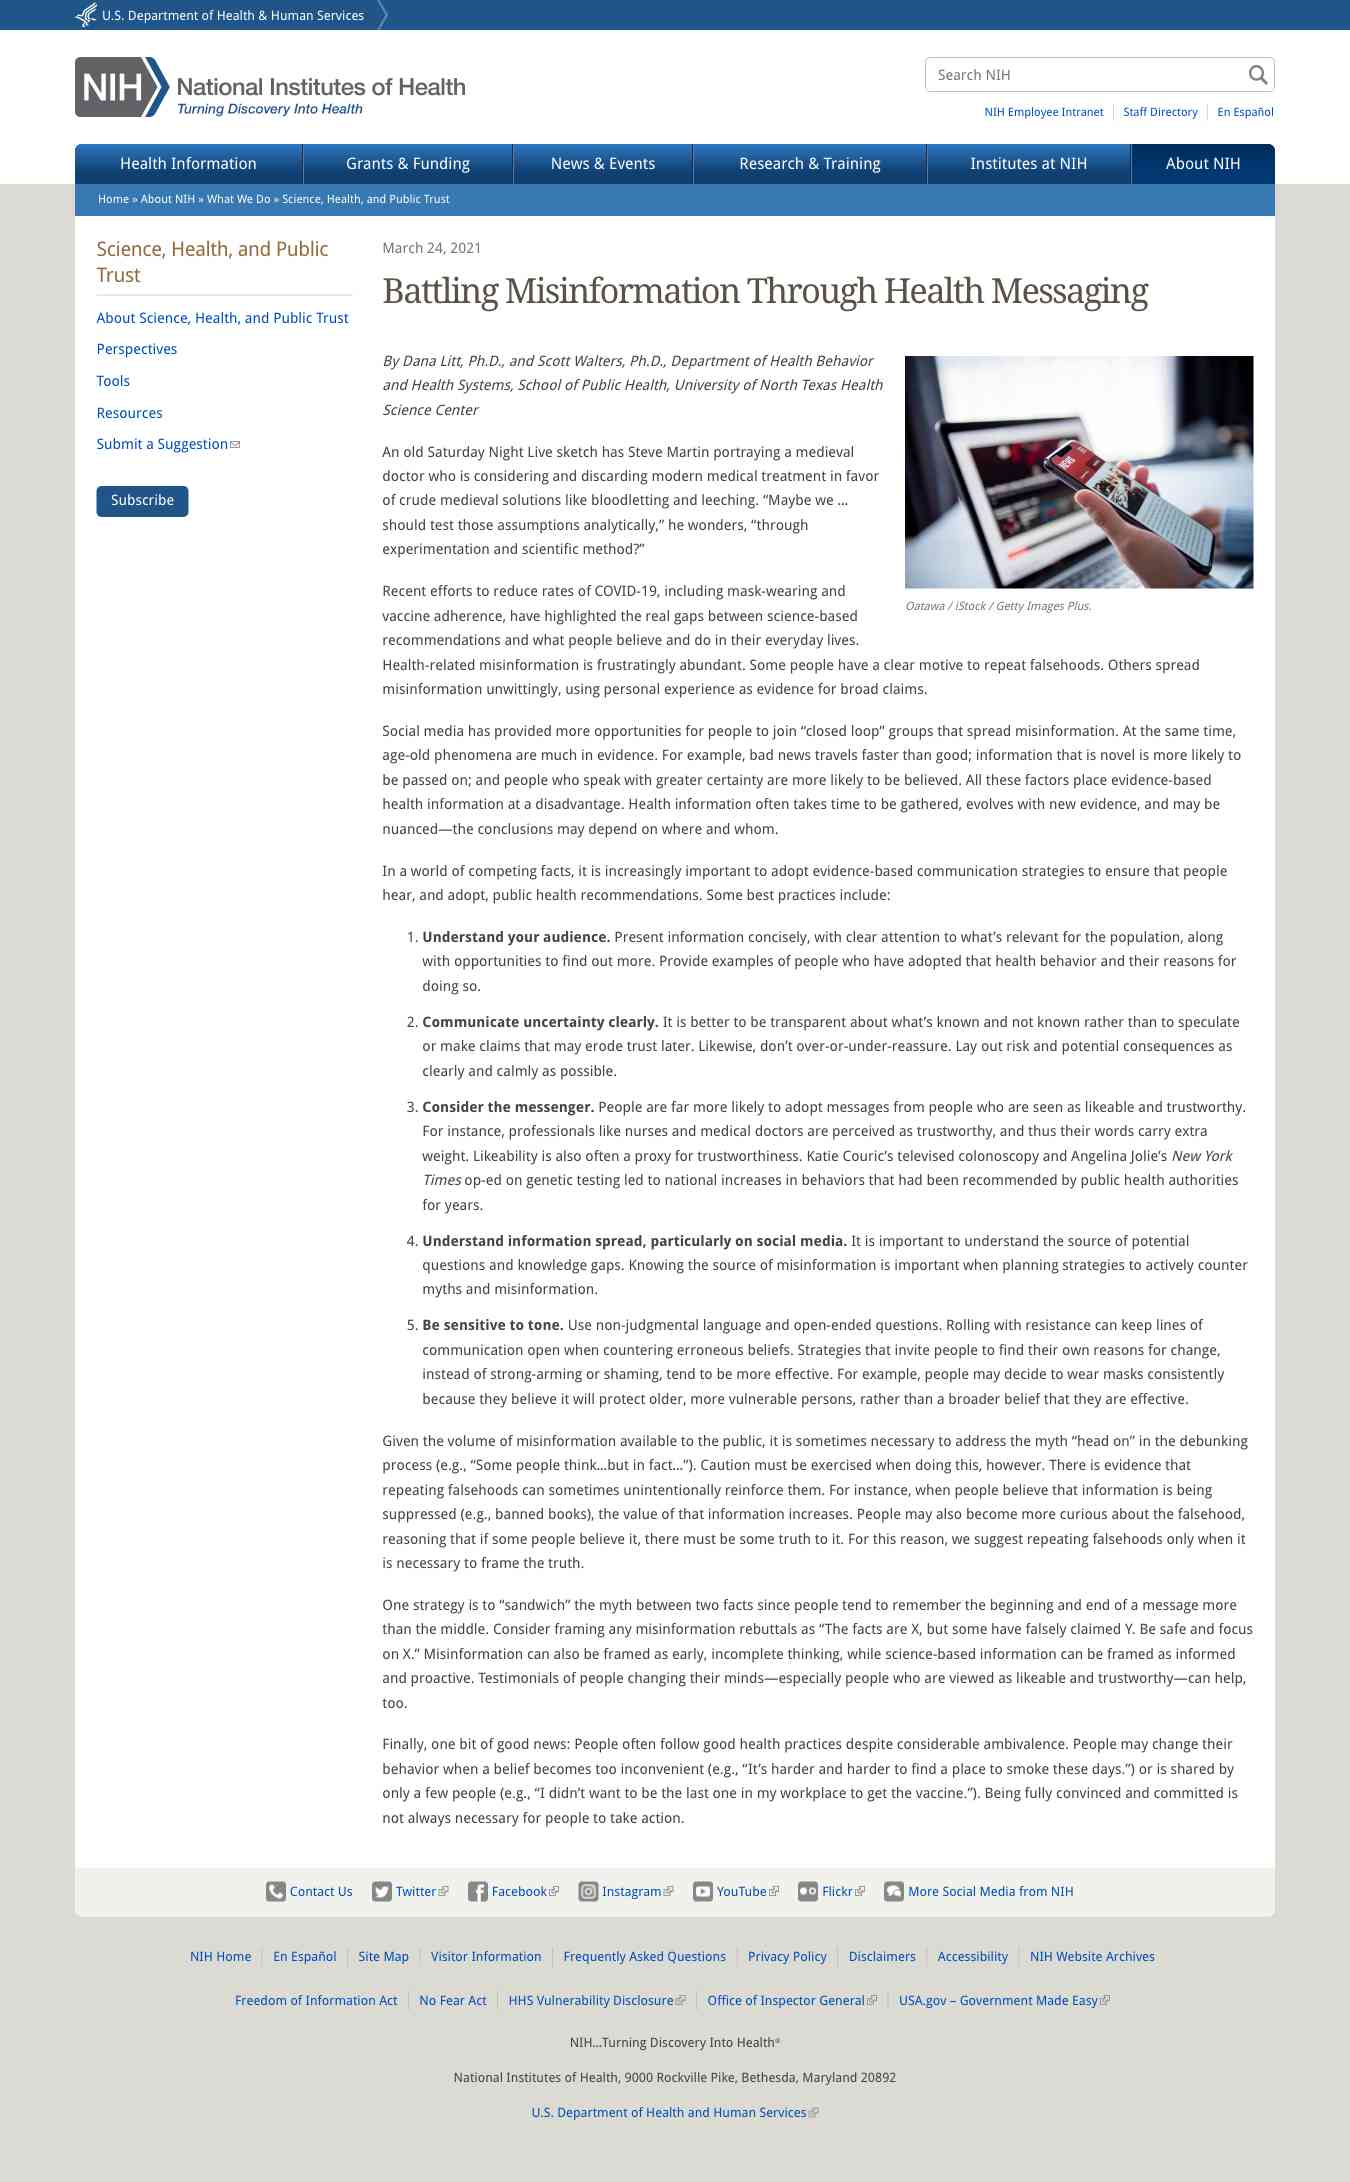 U.S. Department of Health & Human Services
NIH
National Institutes of Health
Turning Discovery Into Health
Search NIH
NIH Employee Intranet
Staff Directory
En Español
Health Information
Grants & Funding
News & Events
Research & Training
Institutes at NIH
About NIH
Home » About NIH » What We Do » Science, Health, and Public Trust
Science, Health, and Public
Trust
About Science, Health, and Public Trust
Perspectives
Tools
Resources
Submit a Suggestion
Subscribe
March 24, 2021
Battling Misinformation Through Health Messaging
By Dana Litt, Ph.D., and Scott Walters, Ph.D., Department of Health Behavior
and Health Systems, School of Public Health, University of North Texas Health
Science Center
NEWS
Oatawa / iStock / Getty Images Plus.
An old Saturday Night Live sketch has Steve Martin portraying a medieval
doctor who is considering and discarding modern medical treatment in favor
of crude medieval solutions like bloodletting and leeching. “Maybe we …
should test those assumptions analytically,” he wonders, “through
experimentation and scientific method?”
Recent efforts to reduce rates of COVID-19, including mask-wearing and
vaccine adherence, have highlighted the real gaps between science-based
recommendations and what people believe and do in their everyday lives.
Health-related misinformation is frustratingly abundant. Some people have a clear motive to repeat falsehoods. Others spread
misinformation unwittingly, using personal experience as evidence for broad claims.
Social media has provided more opportunities for people to join “closed loop” groups that spread misinformation. At the same time,
age-old phenomena are much in evidence. For example, bad news travels faster than good; information that is novel is more likely to
be passed on; and people who speak with greater certainty are more likely to be believed. All these factors place evidence-based
health information at a disadvantage. Health information often takes time to be gathered, evolves with new evidence, and may be
nuanced—the conclusions may depend on where and whom.
In a world of competing facts, it is increasingly important to adopt evidence-based communication strategies to ensure that people
hear, and adopt, public health recommendations. Some best practices include:
1. Understand your audience. Present information concisely, with clear attention to what’s relevant for the population, along
with opportunities to find out more. Provide examples of people who have adopted that health behavior and their reasons for
doing so.
2. Communicate uncertainty clearly. It is better to be transparent about what’s known and not known rather than to speculate
or make claims that may erode trust later. Likewise, don’t over-or-under-reassure. Lay out risk and potential consequences as
clearly and calmly as possible.
3. Consider the messenger. People are far more likely to adopt messages from people who are seen as likeable and trustworthy.
For instance, professionals like nurses and medical doctors are perceived as trustworthy, and thus their words carry extra
weight. Likeability is also often a proxy for trustworthiness. Katie Couric’s televised colonoscopy and Angelina Jolie’s New York
Times op-ed on genetic testing led to national increases in behaviors that had been recommended by public health authorities
for years.
4. Understand information spread, particularly on social media. It is important to understand the source of potential
questions and knowledge gaps. Knowing the source of misinformation is important when planning strategies to actively counter
myths and misinformation.
5. Be sensitive to tone. Use non-judgmental language and open-ended questions. Rolling with resistance can keep lines of
communication open when countering erroneous beliefs. Strategies that invite people to find their own reasons for change,
instead of strong-arming or shaming, tend to be more effective. For example, people may decide to wear masks consistently
because they believe it will protect older, more vulnerable persons, rather than a broader belief that they are effective.
Given the volume of misinformation available to the public, it is sometimes necessary to address the myth “head on” in the debunking
process (e.g., “Some people think…but in fact…”). Caution must be exercised when doing this, however. There is evidence that
repeating falsehoods can sometimes unintentionally reinforce them. For instance, when people believe that information is being
suppressed (e.g., banned books), the value of that information increases. People may also become more curious about the falsehood,
reasoning that if some people believe it, there must be some truth to it. For this reason, we suggest repeating falsehoods only when it
is necessary to frame the truth.
One strategy is to “sandwich” the myth between two facts since people tend to remember the beginning and end of a message more
than the middle. Consider framing any misinformation rebuttals as “The facts are X, but some have falsely claimed Y. Be safe and focus
on X.” Misinformation can also be framed as early, incomplete thinking, while science-based information can be framed as informed
and proactive. Testimonials of people changing their minds—especially people who are viewed as likeable and trustworthy—can help,
too.
Finally, one bit of good news: People often follow good health practices despite considerable ambivalence. People may change their
behavior when a belief becomes too inconvenient (e.g., “It’s harder and harder to find a place to smoke these days.”) or is shared by
only a few people (e.g., “I didn’t want to be the last one in my workplace to get the vaccine.”). Being fully convinced and committed is
not always necessary for people to take action.
Contact Us
Twitter
Facebook
Instagram
YouTube
Flickr
More Social Media from NIH
NIH Home
En Español
Site Map
Visitor Information
Frequently Asked Questions
Privacy Policy
Disclaimers
Accessibility
NIH Website Archives
Freedom of Information Act
No Fear Act
HHS Vulnerability Disclosure
Office of Inspector General
USA.gov – Government Made Easy
NIH…Turning Discovery Into Health®
National Institutes of Health, 9000 Rockville Pike, Bethesda, Maryland 20892
U.S. Department of Health and Human Services